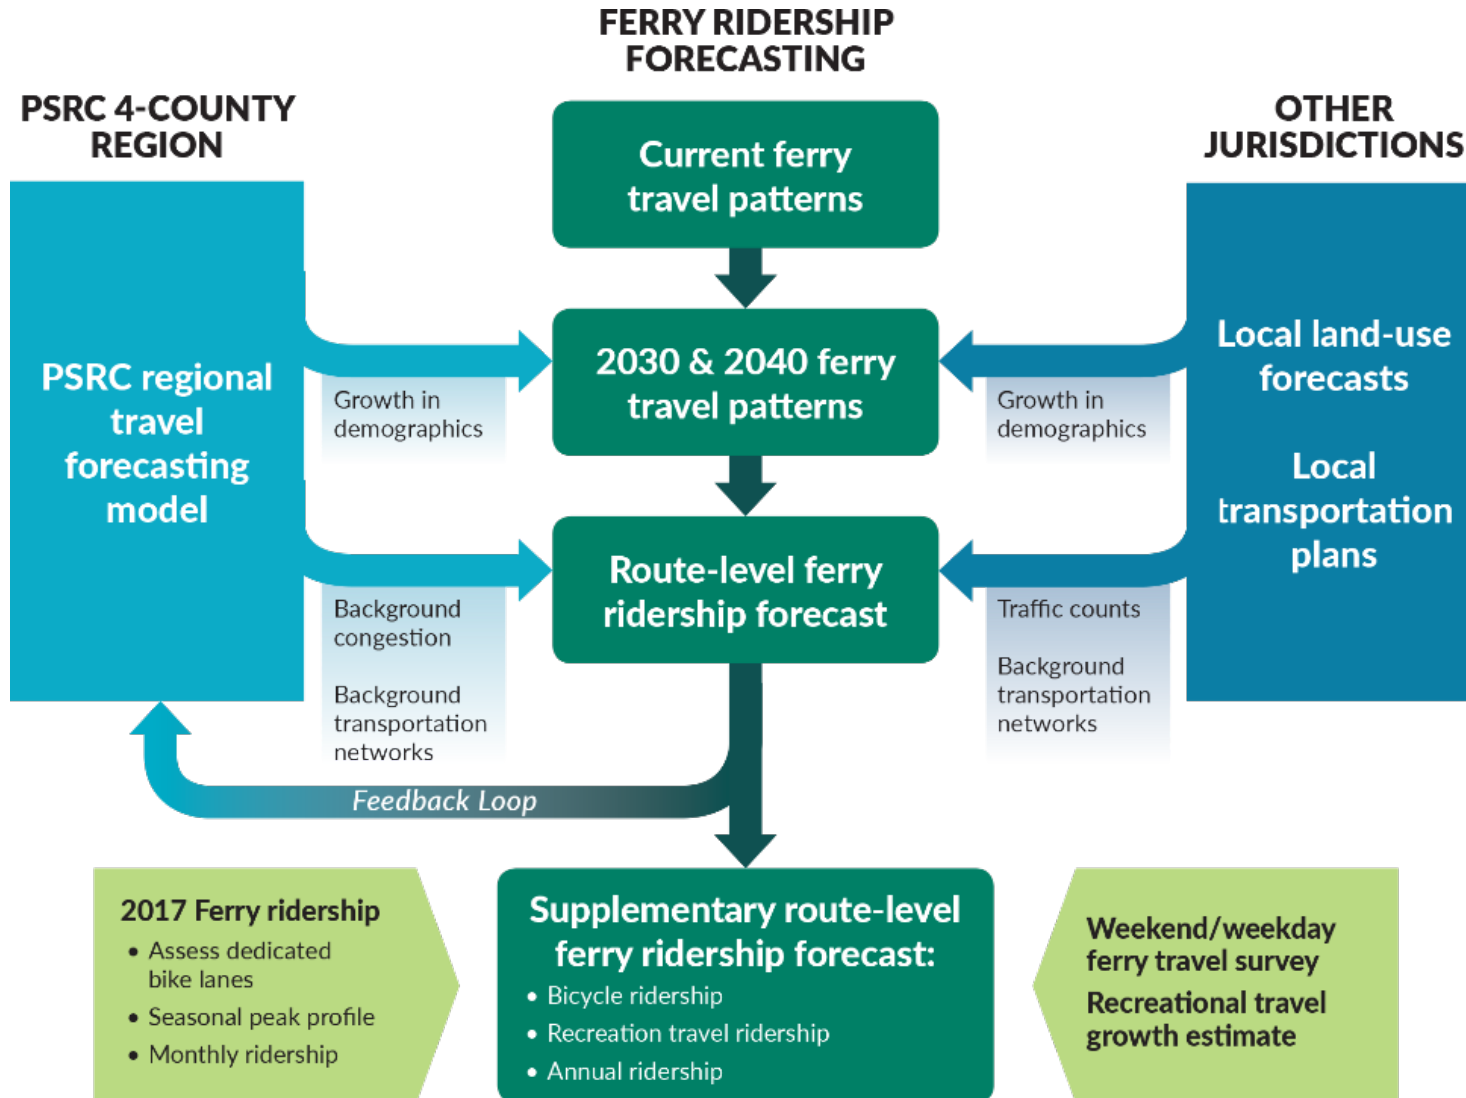 FERRY RIDERSHIP
FORECASTING
PSRC 4-COUNTY
REGION
OTHER
JURISDICTIONS
Current ferry
travel patterns
PSRC regional
travel
forecasting
model
Growth in
demographics
2030 & 2040 ferry
travel patterns
Growth in
demographics
Local land-use
forecasts
Local
transportation
plans
Background
congestion
Background
transportation
networks
Route-level ferry
ridership forecast
Traffic counts
Background
transportation
networks
Feedback Loop
2017 Ferry ridership
• Assess dedicated
bike lanes
• Seasonal peak profile
• Monthly ridership
Supplementary route-level
ferry ridership forecast:
• Bicycle ridership
• Recreation travel ridership
• Annual ridership
Weekend/weekday
ferry travel survey
Recreational travel
growth estimate